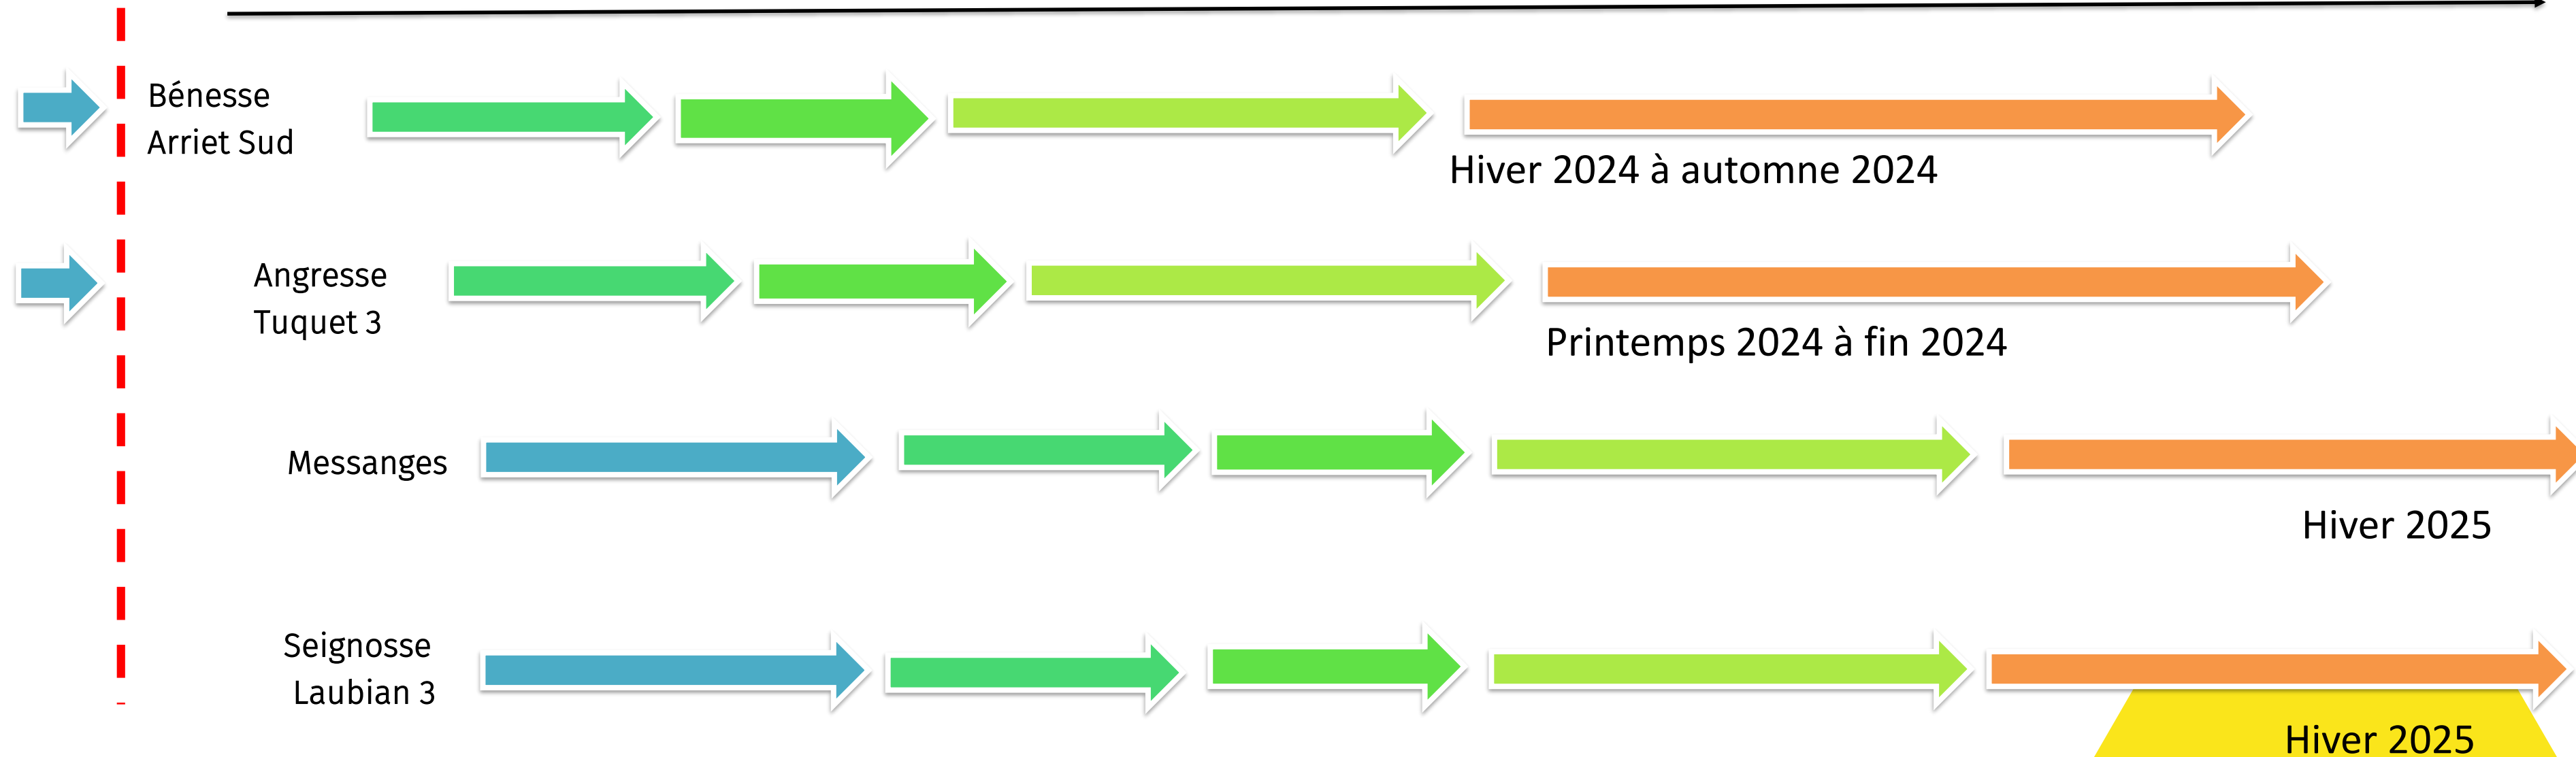 Bénesse
Arriet Sud
Hiver 2024 à automne 2024
Angresse
Tuquet 3
Printemps 2024 à fin 2024
Messanges
Hiver 2025
Seignosse
Laubian 3
Hiver 2025